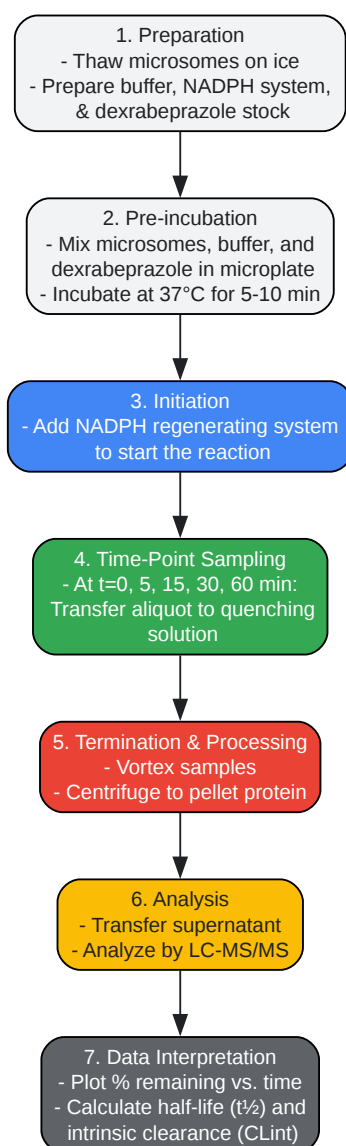 1. Preparation
- Thaw microsomes on ice
- Prepare buffer, NADPH system,
& dexrabeprazole stock
2. Pre-incubation
- Mix microsomes, buffer, and
dexrabeprazole in microplate
- Incubate at 37°C for 5-10 min
3. Initiation
- Add NADPH regenerating system
to start the reaction
4. Time-Point Sampling
- At t=0, 5, 15, 30, 60 min:
Transfer aliquot to quenching
solution
5. Termination & Processing
- Vortex samples
- Centrifuge to pellet protein
6. Analysis
- Transfer supernatant
- Analyze by LC-MS/MS
7. Data Interpretation
- Plot % remaining vs. time
- Calculate half-life (t½) and
intrinsic clearance (CLint)